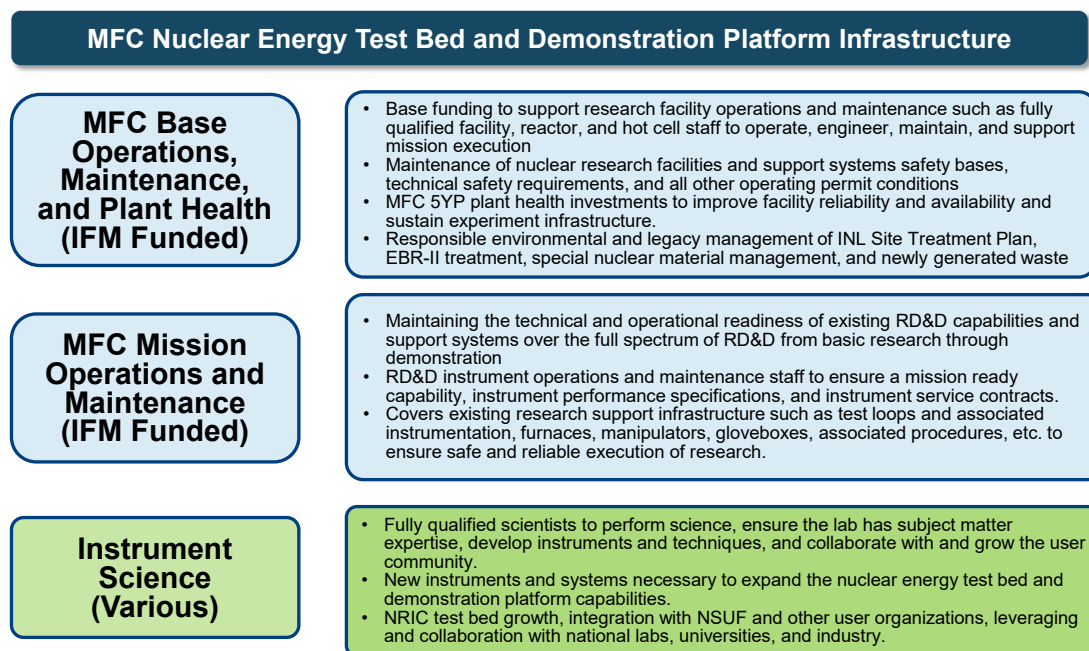 MFC Nuclear Energy Test Bed and Demonstration Platform Infrastructure
MFC Base
Operations,
Maintenance,
and Plant Health
(IFM Funded)
• Base funding to support research facility operations and maintenance such as fully
qualified facility, reactor, and hot cell staff to operate, engineer, maintain, and support
mission execution
• Maintenance of nuclear research facilities and support systems safety bases,
technical safety requirements, and all other operating permit conditions
• MFC 5YP plant health investments to improve facility reliability and availability and
sustain experiment infrastructure.
• Responsible environmental and legacy management of INL Site Treatment Plan,
EBR-II treatment, special nuclear material management, and newly generated waste
MFC Mission
Operations and
Maintenance
(IFM Funded)
• Maintaining the technical and operational readiness of existing RD&D capabilities and
support systems over the full spectrum of RD&D from basic research through
demonstration
• RD&D instrument operations and maintenance staff to ensure a mission ready
capability, instrument performance specifications, and instrument service contracts.
• Covers existing research support infrastructure such as test loops and associated
instrumentation, furnaces, manipulators, gloveboxes, associated procedures, etc. to
ensure safe and reliable execution of research.
Instrument
Science
(Various)
• Fully qualified scientists to perform science, ensure the lab has subject matter
expertise, develop instruments and techniques, and collaborate with and grow the user
community.
• New instruments and systems necessary to expand the nuclear energy test bed and
demonstration platform capabilities.
• NRIC test bed growth, integration with NSUF and other user organizations, leveraging
and collaboration with national labs, universities, and industry.